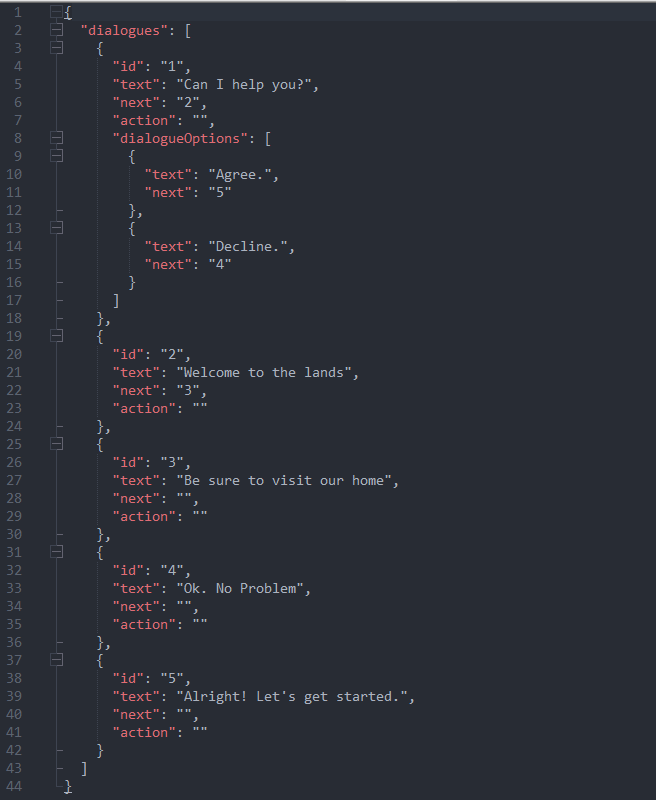 1 {
2 "dialogues": [
3 {
4 "id": "1",
5 "text": "Can I help you?",
6 "next": "2",
7 "action": "",
8 "dialogueOptions": [
9 {
10 "text": "Agree.",
11 "next": "5"
12 },
13 {
14 "text": "Decline.",
15 "next": "4"
16 }
17 ]
18 },
19 {
20 "id": "2",
21 "text": "Welcome to the lands",
22 "next": "3",
23 "action": ""
24 },
25 {
26 "id": "3",
27 "text": "Be sure to visit our home",
28 "next": "",
29 "action": ""
30 },
31 {
32 "id": "4",
33 "text": "Ok. No Problem",
34 "next": "",
35 "action": ""
36 },
37 {
38 "id": "5",
39 "text": "Alright! Let's get started.",
40 "next": "",
41 "action": ""
42 }
43 ]
44 }